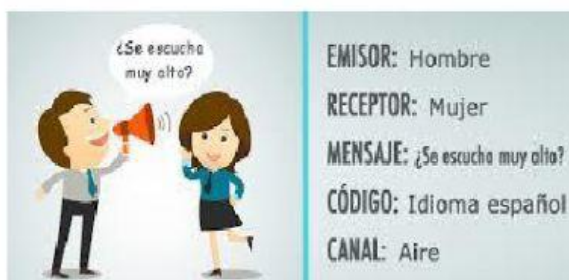 ¿Se escucha
muy alto?
EMISOR: Hombre
RECEPTOR: Mujer
MENSAJE: ¿Se escucha muy alto?
CÓDIGO: Idioma español
CANAL: Aire